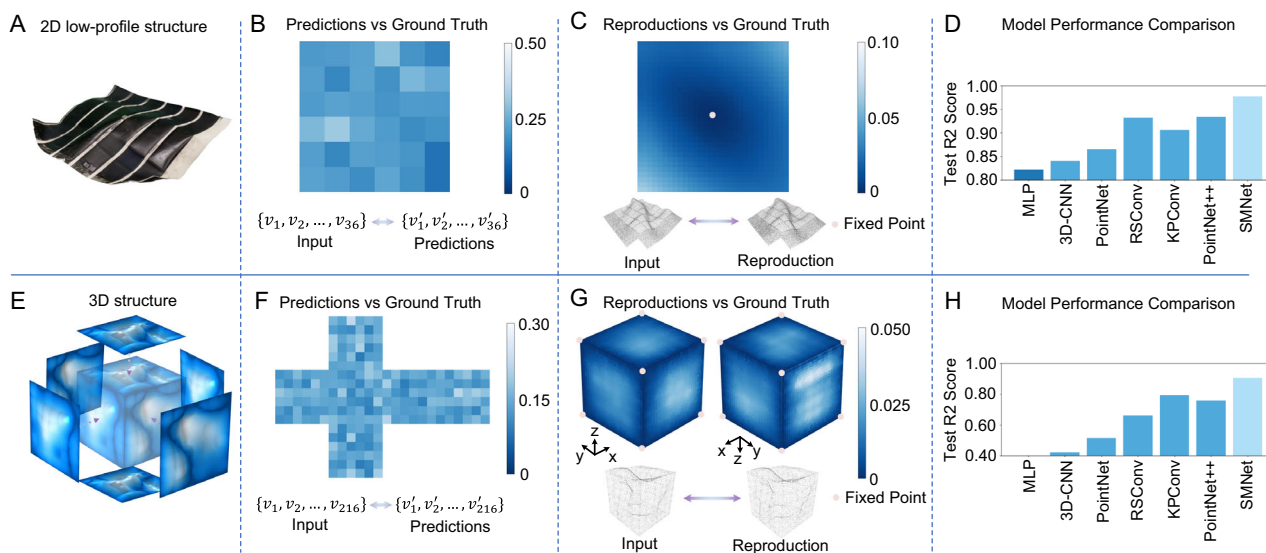 A
2D low-profile structure
B
Predictions vs Ground Truth
0.50
0.25
0
{v₁, v₂, …, v₃₆}
{v′₁, v′₂, …, v′₃₆}
Input
Predictions
C
Reproductions vs Ground Truth
0.10
0.05
0
Fixed Point
Input
Reproduction
D
Model Performance Comparison
Test R2 Score
1.00
0.95
0.90
0.85
0.80
MLP
3D-CNN
PointNet
RSConv
KPConv
PointNet++
SMNet
E
3D structure
F
Predictions vs Ground Truth
0.30
0.15
0
{v₁, v₂, …, v₂₁₆}
{v′₁, v′₂, …, v′₂₁₆}
Input
Predictions
G
Reproductions vs Ground Truth
0.050
0.025
0
z
y
x
x
y
z
Fixed Point
Input
Reproduction
H
Model Performance Comparison
Test R2 Score
1.00
0.80
0.60
0.40
MLP
3D-CNN
PointNet
RSConv
KPConv
PointNet++
SMNet